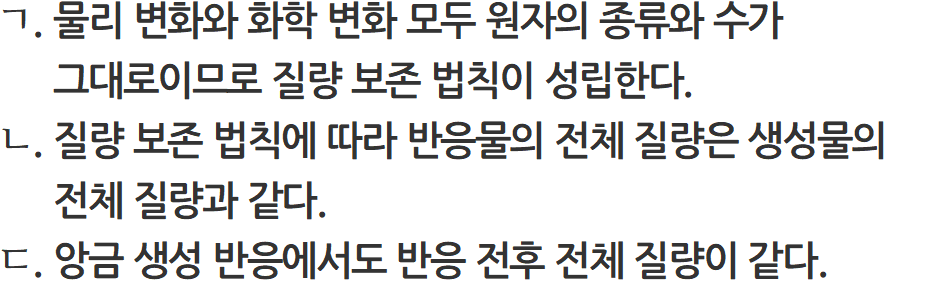 ㄱ. 물리 변화와 화학 변화 모두 원자의 종류와 수가
그대로이므로 질량 보존 법칙이 성립한다.
ㄴ. 질량 보존 법칙에 따라 반응물의 전체 질량은 생성물의
전체 질량과 같다.
ㄷ. 앙금 생성 반응에서도 반응 전후 전체 질량이 같다.